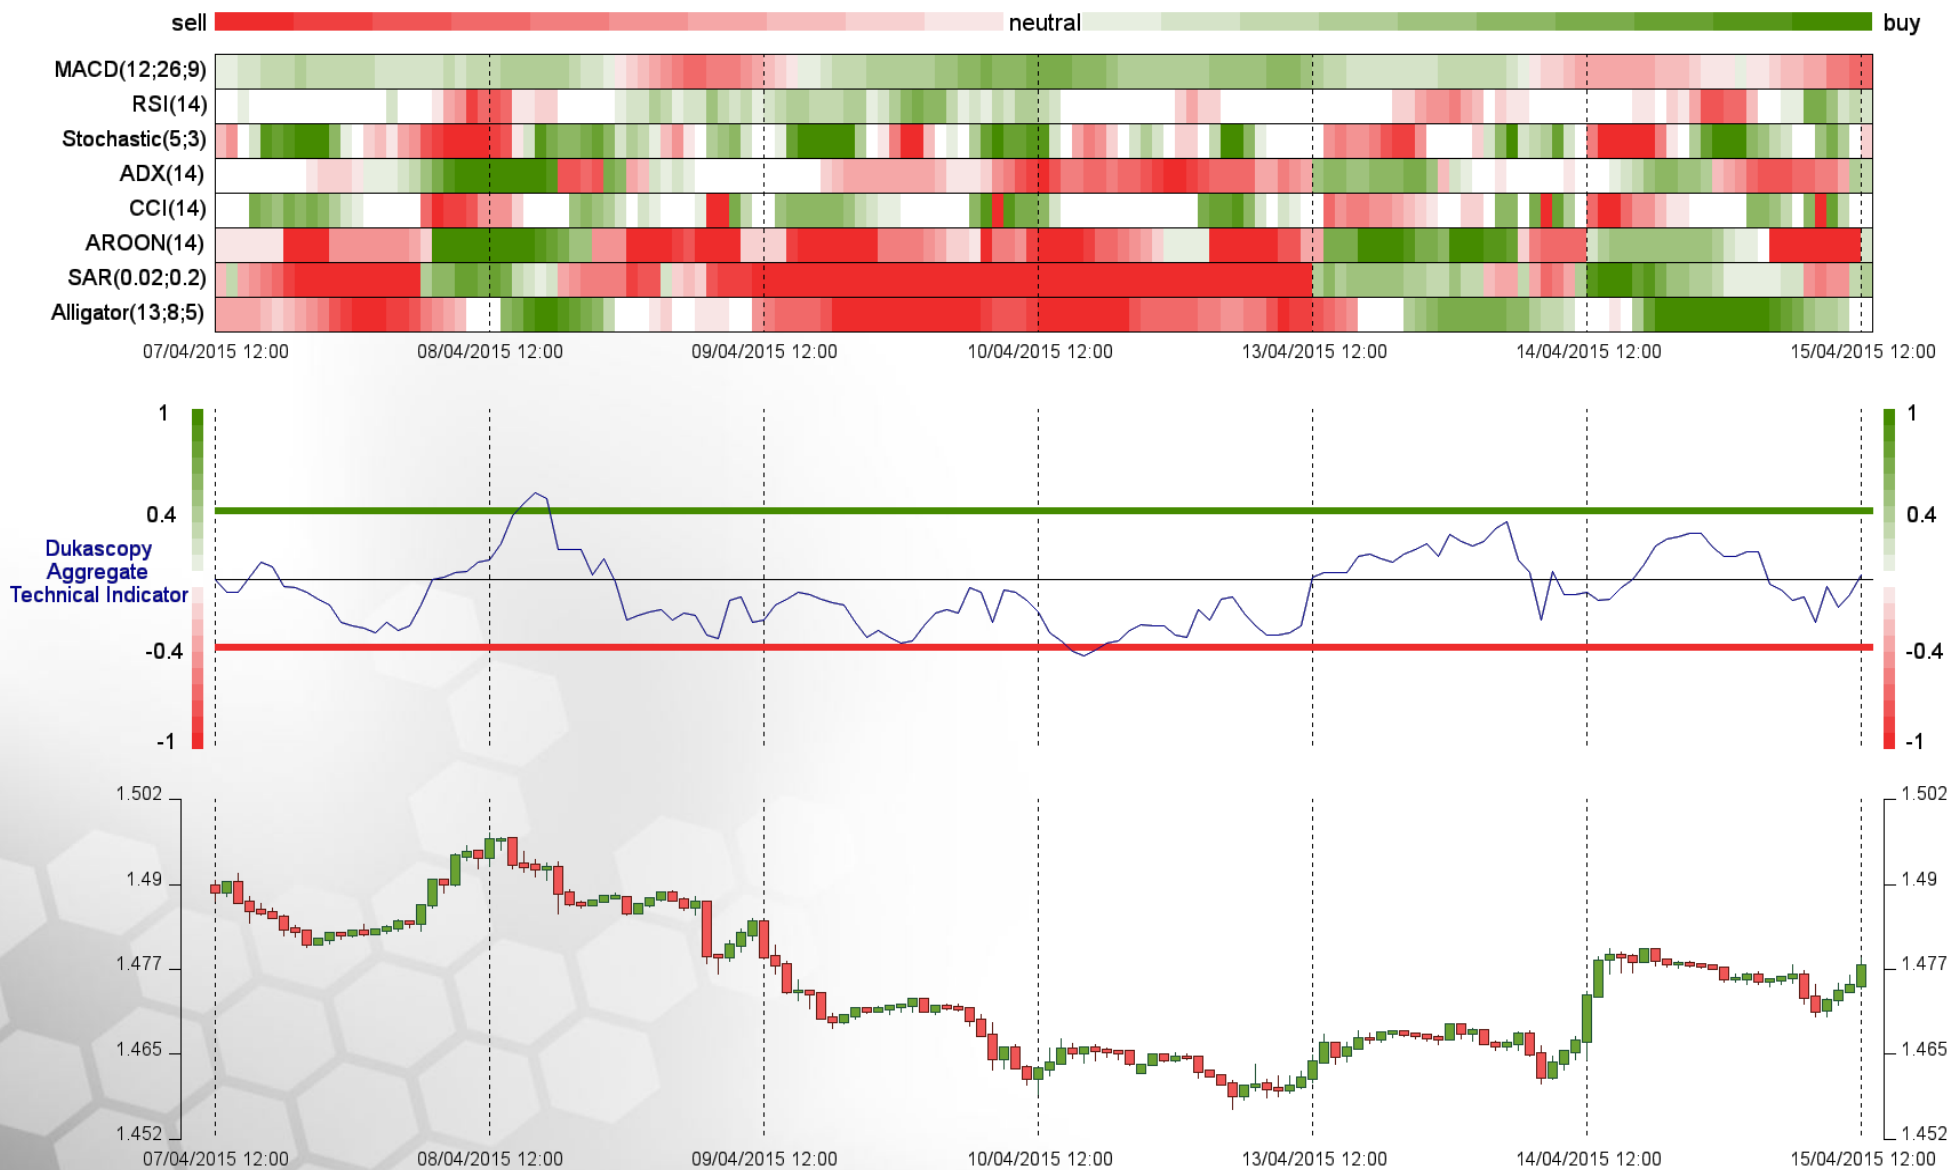 sell neutral buy
MACD(12;26;9)
RSI(14)
Stochastic(5;3)
ADX(14)
CCI(14)
AROON(14)
SAR(0.02;0.2)
Alligator(13;8;5)
07/04/2015 12:00 08/04/2015 12:00 09/04/2015 12:00 10/04/2015 12:00 13/04/2015 12:00 14/04/2015 12:00 15/04/2015 12:00
1 1
0.4 0.4
Dukascopy
Aggregate
Technical Indicator
-0.4 -0.4
-1 -1
1.502 1.502
1.49 1.49
1.477 1.477
1.465 1.465
1.452 1.452
07/04/2015 12:00 08/04/2015 12:00 09/04/2015 12:00 10/04/2015 12:00 13/04/2015 12:00 14/04/2015 12:00 15/04/2015 12:00